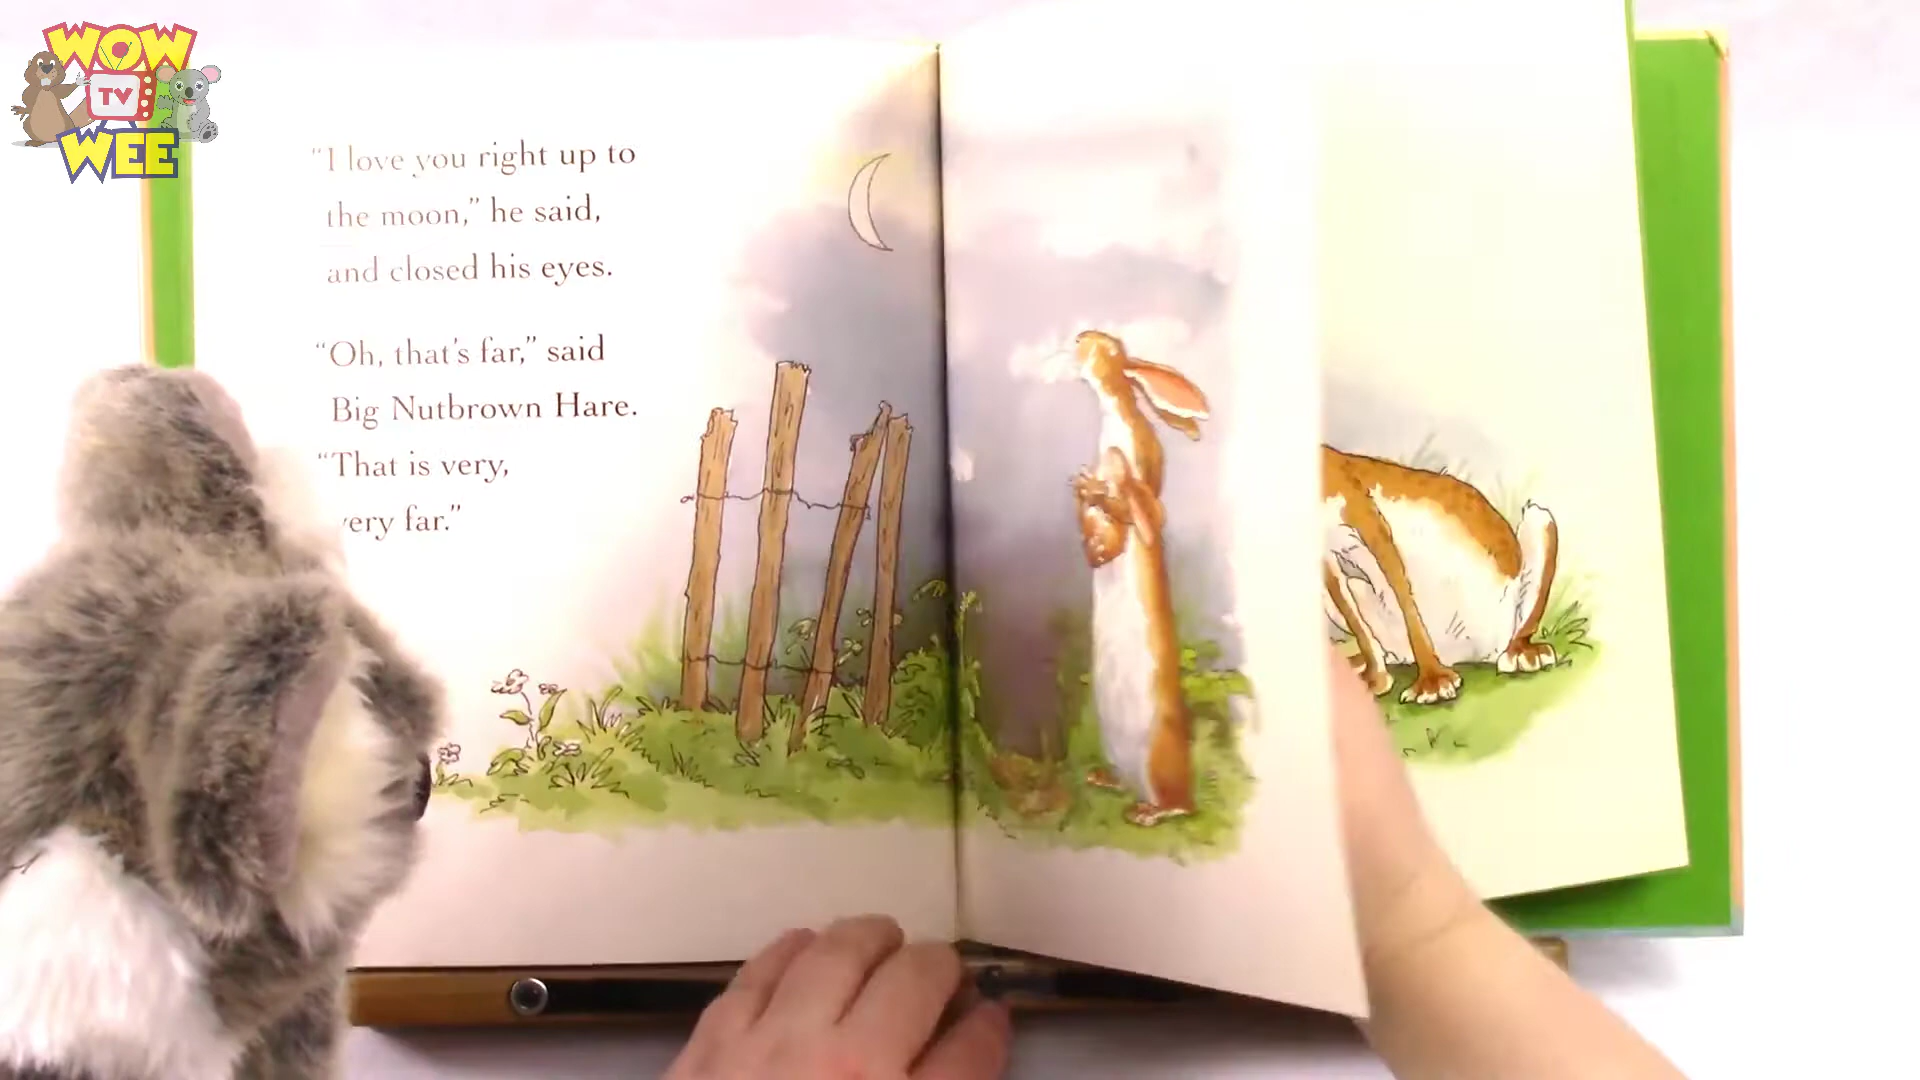 WOW
TV
WEE
“I love you right up to
the moon,” he said,
and closed his eyes.
“Oh, that’s far,” said
Big Nutbrown Hare.
“That is very,
very far.”